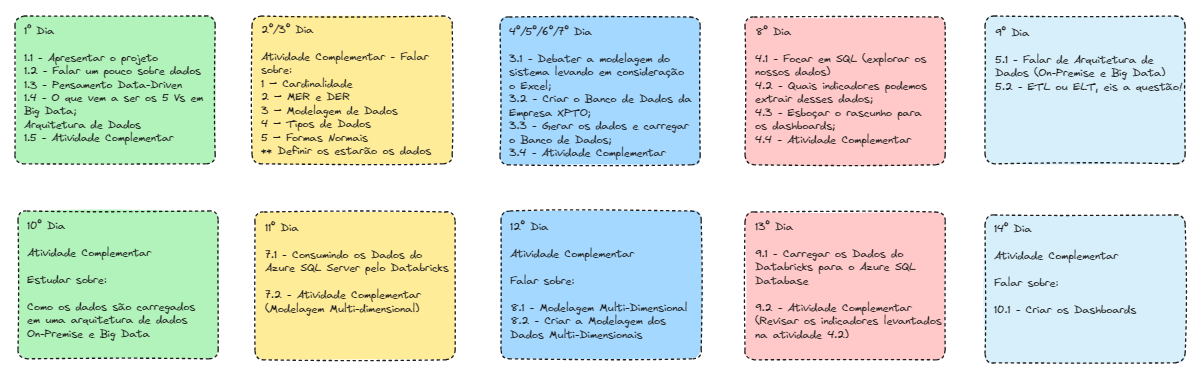 1º Dia
1.1 - Apresentar o projeto
1.2 - Falar um pouco sobre dados
1.3 - Pensamento Data-Driven
1.4 - O que vem a ser os 5 Vs em
Big Data;
Arquitetura de Dados
1.5 - Atividade Complementar
2º/3º Dia
Atividade Complementar - Falar
sobre:
1 - Cardinalidade
2 - MER e DER
3 - Modelagem de Dados
4 - Tipos de Dados
5 - Formas Normais
** Definir os estarão os dados
4º/5º/6º/7º Dia
3.1 - Debater a modelagem do
sistema levando em consideração
o Excel;
3.2 - Criar o Banco de Dados da
Empresa XPTO;
3.3 - Gerar os dados e carregar
o Banco de Dados;
3.4 - Atividade Complementar
8º Dia
4.1 - Focar em SQL (explorar os
nossos dados)
4.2 - Quais indicadores podemos
extrair desses dados;
4.3 - Esboçar o rascunho para
os dashboards;
4.4 - Atividade Complementar
9º Dia
5.1 - Falar de Arquitetura de
Dados (On-Premise e Big Data)
5.2 - ETL ou ELT, eis a questão!
10º Dia
Atividade Complementar
Estudar sobre:
Como os dados são carregados
em uma arquitetura de dados
On-Premise e Big Data
11º Dia
7.1 - Consumindo os Dados do
Azure SQL Server pelo Databricks
7.2 - Atividade Complementar
(Modelagem Multi-dimensional)
12º Dia
Atividade Complementar
Falar sobre:
8.1 - Modelagem Multi-Dimensional
8.2 - Criar a Modelagem dos
Dados Multi-Dimensionais
13º Dia
9.1 - Carregar os Dados do
Databricks para o Azure SQL
Database
9.2 - Atividade Complementar
(Revisar os indicadores levantados
na atividade 4.2)
14º Dia
Atividade Complementar
Falar sobre:
10.1 - Criar os Dashboards